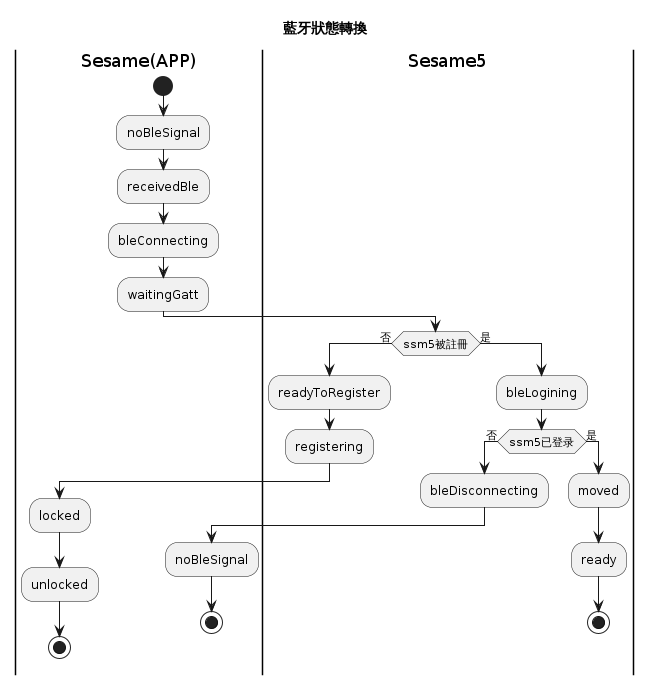 藍牙狀態轉換
Sesame(APP)
Sesame5
noBleSignal
receivedBle
bleConnecting
waitingGatt
否
ssm5被註冊
是
readyToRegister
bleLogining
registering
否
ssm5已登录
是
locked
bleDisconnecting
moved
unlocked
noBleSignal
ready